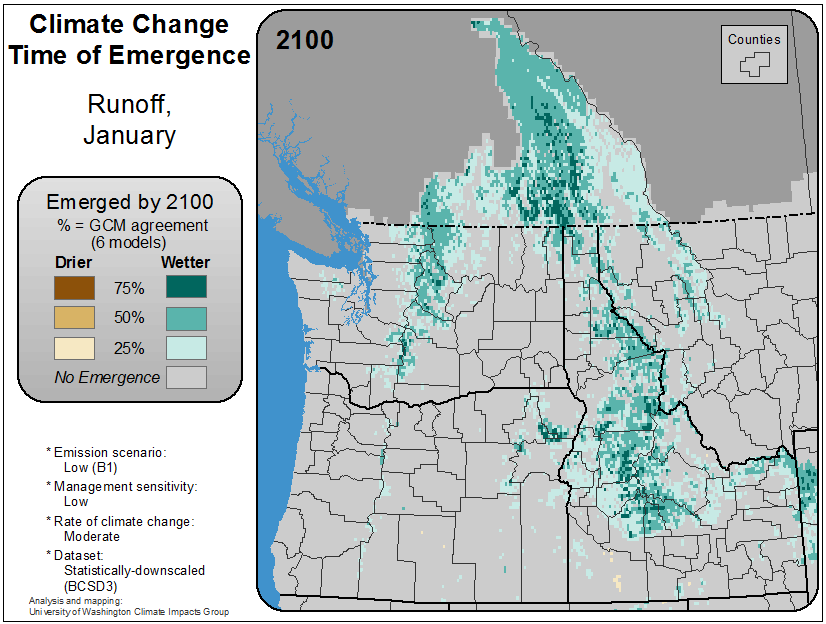 Climate Change
Time of Emergence
Runoff,
January
Emerged by 2100
% = GCM agreement
(6 models)
Drier Wetter
75%
50%
25%
No Emergence
* Emission scenario:
Low (B1)
* Management sensitivity:
Low
* Rate of climate change:
Moderate
* Dataset:
Statistically-downscaled
(BCSD3)
Analysis and mapping:
University of Washington Climate Impacts Group
2100
Counties